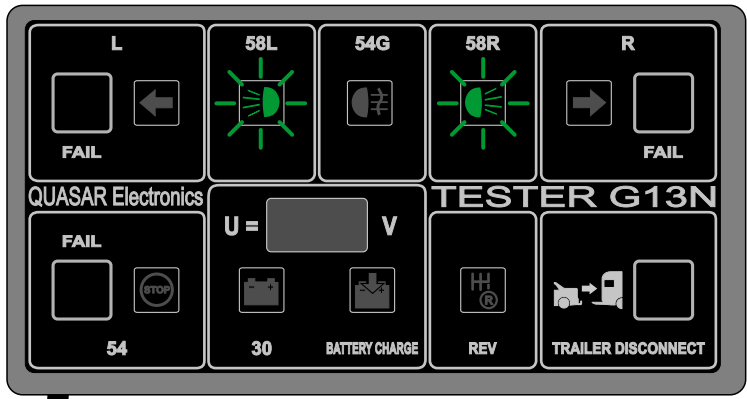 L
58L
54G
58R
R
FAIL
FAIL
QUASAR Electronics
TESTER G13N
FAIL
U =
V
STOP
- +
- +
R
54
30
BATTERY CHARGE
REV
TRAILER DISCONNECT